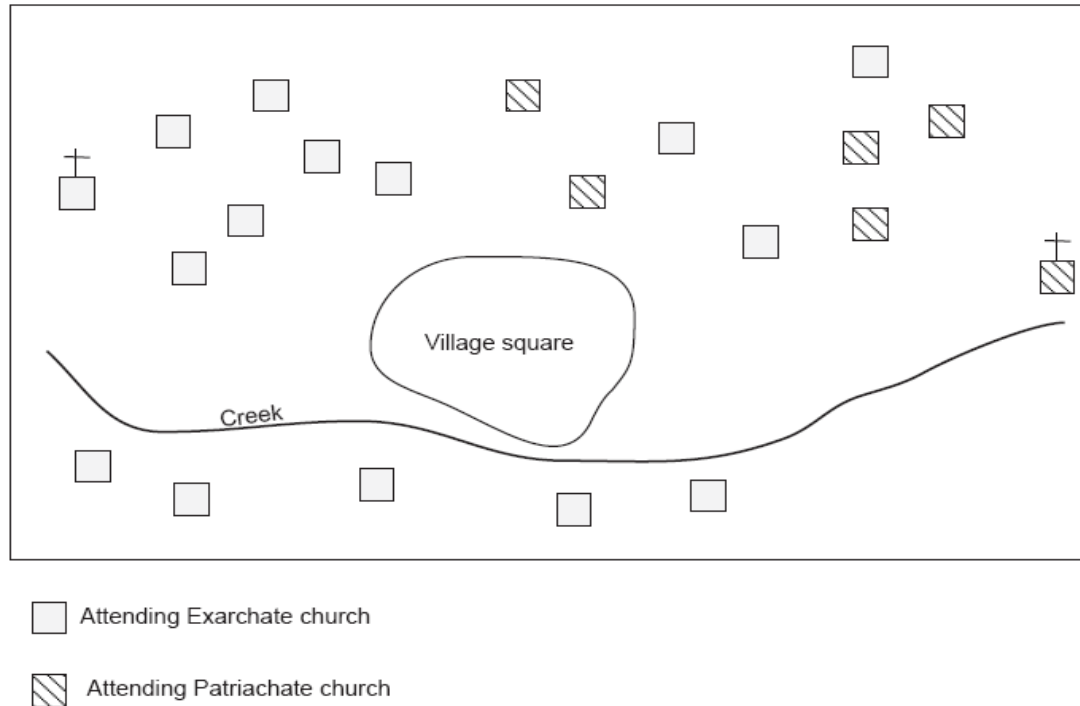 Village square
Creek
Attending Exarchate church
Attending Patriachate church